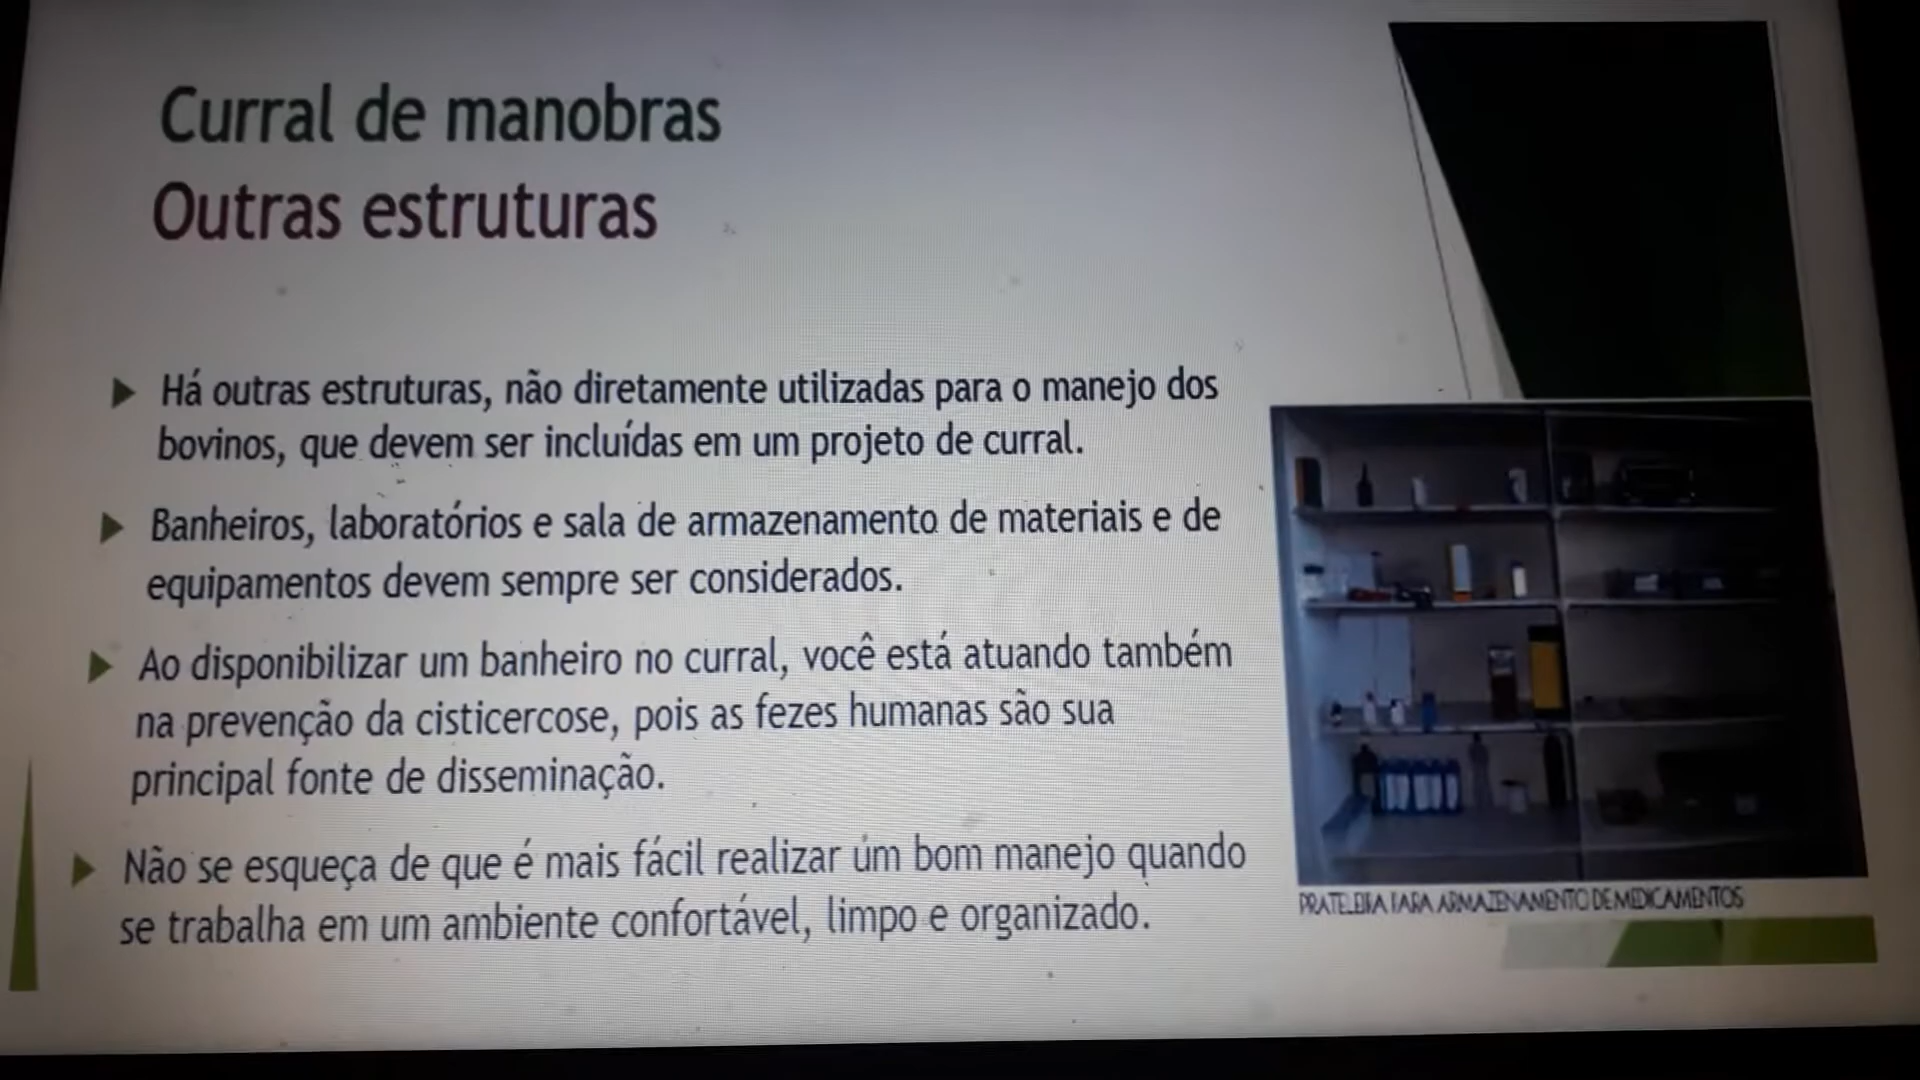 Curral de manobras
Outras estruturas
Há outras estruturas, não diretamente utilizadas para o manejo dos
bovinos, que devem ser incluídas em um projeto de curral.
Banheiros, laboratórios e sala de armazenamento de materiais e de
equipamentos devem sempre ser considerados.
Ao disponibilizar um banheiro no curral, você está atuando também
na prevenção da cisticercose, pois as fezes humanas são sua
principal fonte de disseminação.
Não se esqueça de que é mais fácil realizar um bom manejo quando
se trabalha em um ambiente confortável, limpo e organizado.
PRATELEIRA PARA ARMAZENAMENTO DE MEDICAMENTOS